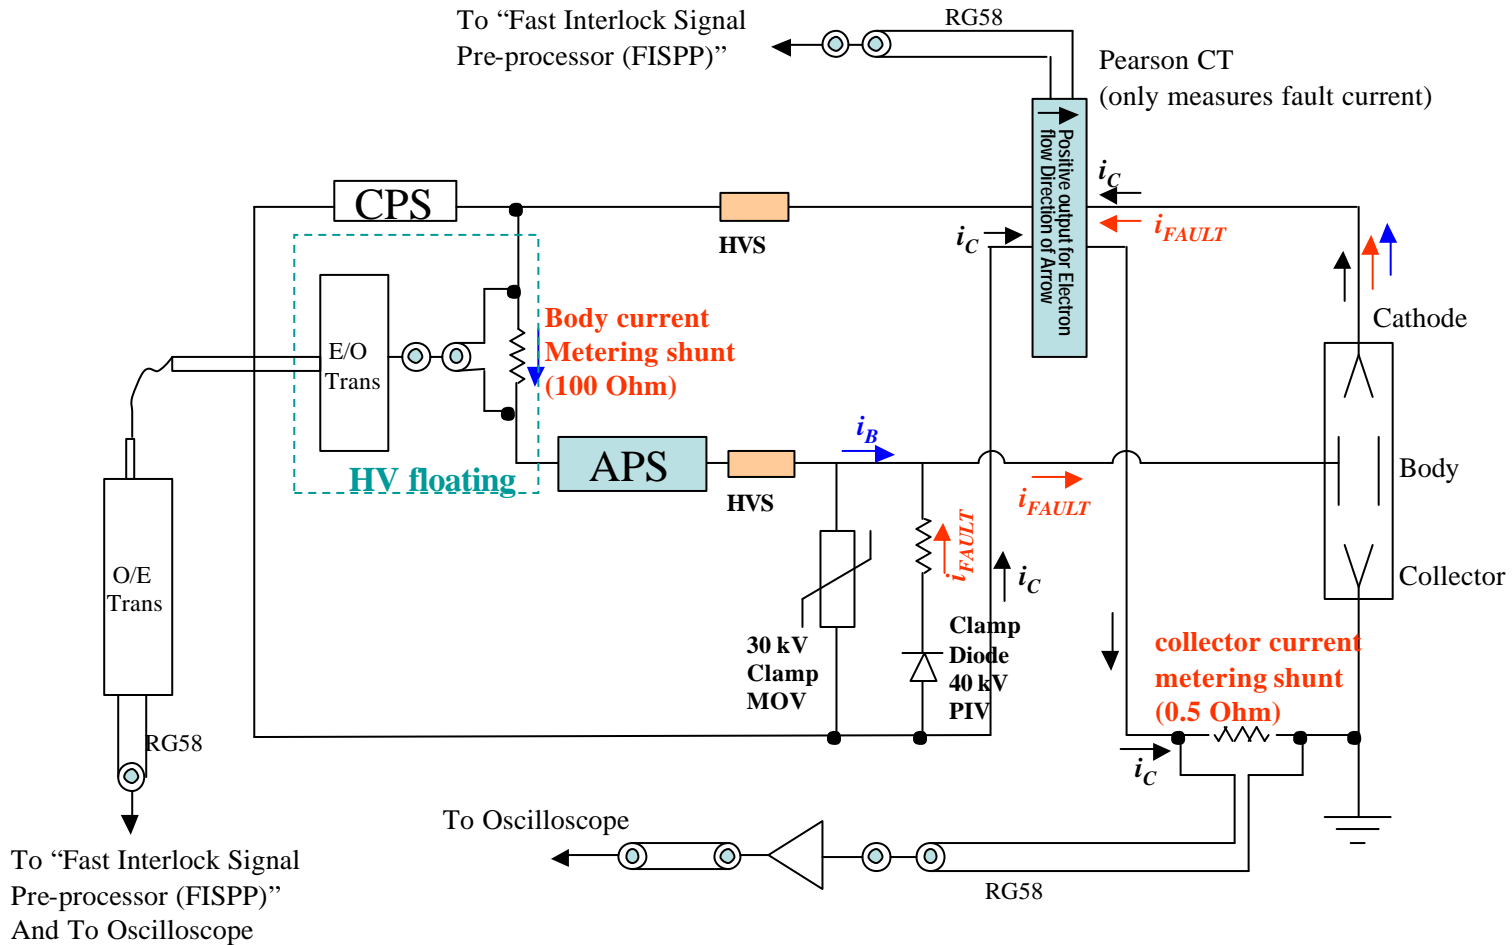 To “Fast Interlock Signal
Pre-processor (FISPP)”
RG58
Pearson CT
(only measures fault current)
Positive output for Electron
flow Direction of Arrow
CPS
HVS
iC
iC
iFAULT
Cathode
E/O
Trans
Body current
Metering shunt
(100 Ohm)
HV floating
APS
HVS
iB
iFAULT
iFAULT
Body
iC
Collector
O/E
Trans
30 kV
Clamp
MOV
Clamp
Diode
40 kV
PIV
collector current
metering shunt
(0.5 Ohm)
iC
RG58
To Oscilloscope
RG58
To “Fast Interlock Signal
Pre-processor (FISPP)”
And To Oscilloscope